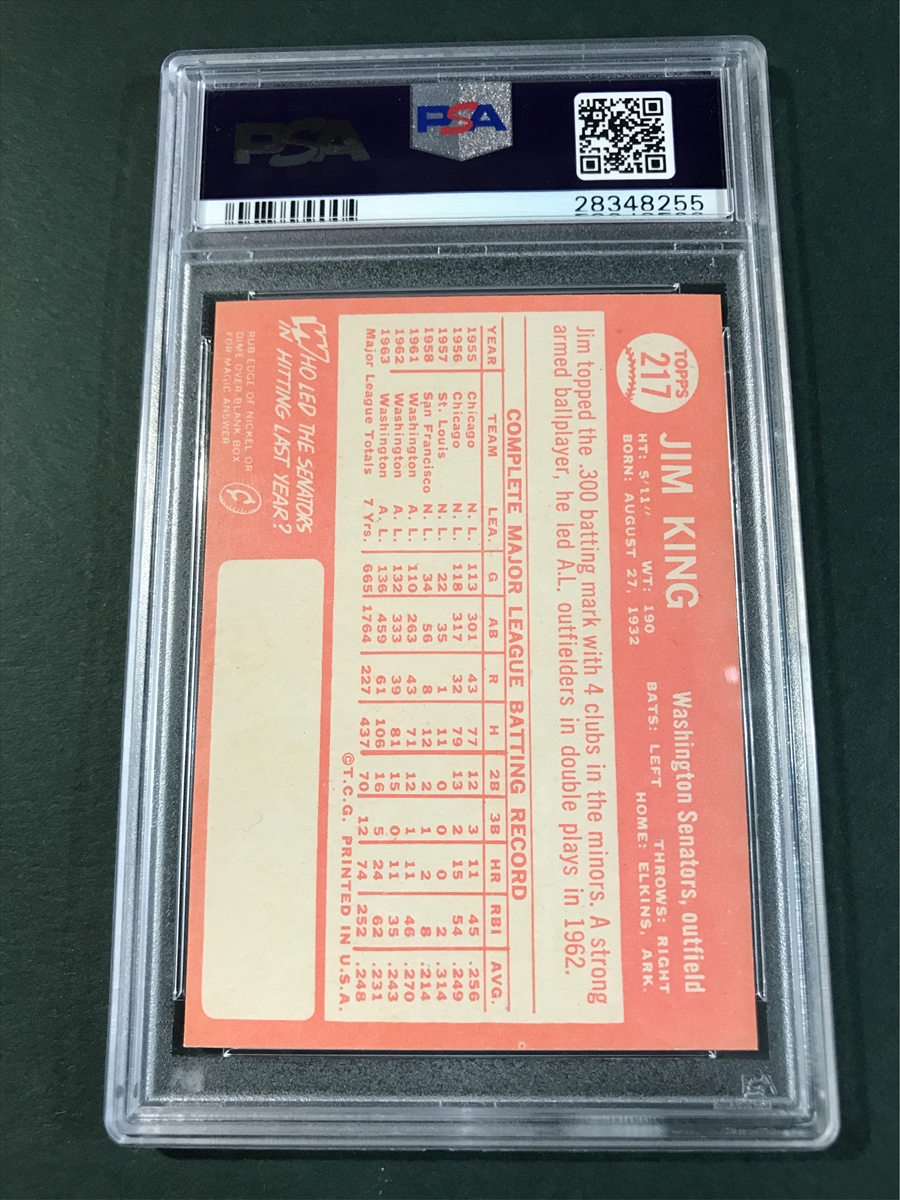 PSA
PSA
28348255
TOPPS
217
JIM KING
Washington Senators, outfield
HT: 5/11" WT: 190 BATS: LEFT THROWS: RIGHT
BORN: AUGUST 27, 1932 HOME: ELKINS, ARK.
Jim topped the .300 batting mark with 4 clubs in the minors. A strong
armed ballplayer, he led A.L. outfielders in double plays in 1962.
COMPLETE MAJOR LEAGUE BATTING RECORD
YEAR TEAM LEA. G AB R H 2B 3B HR RBI AVG.
1955 Chicago N. L. 113 301 43 77 12 3 11 45 .256
1956 Chicago N. L. 118 317 32 79 13 2 15 54 .249
1957 St. Louis N. L. 22 35 1 11 0 0 0 2 .314
1958 San Francisco N. L. 34 56 8 12 2 1 2 8 .214
1961 Washington A. L. 110 263 43 71 12 1 11 46 .270
1962 Washington A. L. 132 333 39 81 15 0 11 35 .243
1963 Washington A. L. 136 459 61 106 16 5 24 62 .231
Major League Totals 7 Yrs. 665 1764 227 437 70 12 74 252 .248
©T.C.G. PRINTED IN U.S.A.
WHO LED THE SENATORS
IN HITTING LAST YEAR?
RUB EDGE OF NICKEL OR
DIME OVER BLANK BOX
FOR MAGIC ANSWER